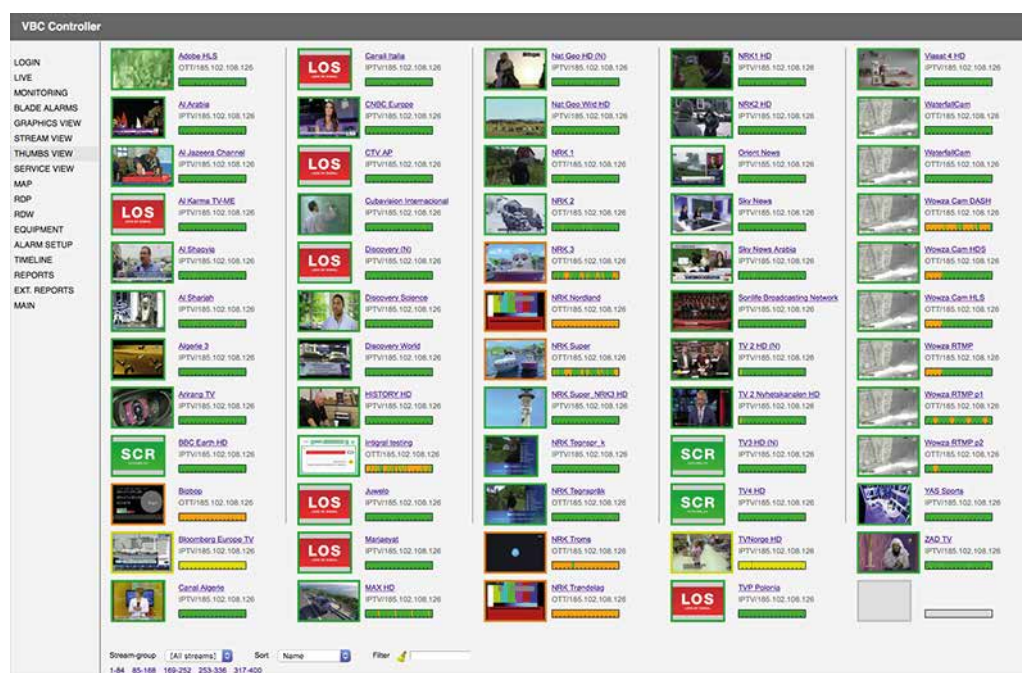 VBC Controller
LOGIN
LIVE
MONITORING
BLADE ALARMS
GRAPHICS VIEW
STREAM VIEW
THUMBS VIEW
SERVICE VIEW
MAP
RDP
RDW
EQUIPMENT
ALARM SETUP
TIMELINE
REPORTS
EXT. REPORTS
MAIN
Adobe HLS
OTT/185.102.108.126
Al Arabia
IPTV/185.102.108.126
Al Jazeera Channel
IPTV/185.102.108.126
LOS
Al Karma TV-ME
IPTV/185.102.108.126
Al Sharjah
IPTV/185.102.108.126
Algerie 3
IPTV/185.102.108.126
Arirang TV
IPTV/185.102.108.126
SCR
BBC Earth HD
IPTV/185.102.108.126
Bipbop
OTT/185.102.108.126
Bloomberg Europe TV
IPTV/185.102.108.126
Canal Algerie
IPTV/185.102.108.126
LOS
Canali Italia
IPTV/185.102.108.126
CNBC Europe
IPTV/185.102.108.126
LOS
CTV AP
IPTV/185.102.108.126
Cubavision Internacional
IPTV/185.102.108.126
LOS
Discovery (N)
IPTV/185.102.108.126
Discovery Science
IPTV/185.102.108.126
Discovery World
IPTV/185.102.108.126
HISTORY HD
IPTV/185.102.108.126
Intigral testing
OTT/185.102.108.126
LOS
Juwelo
IPTV/185.102.108.126
LOS
Marjaeyat
IPTV/185.102.108.126
MAX HD
IPTV/185.102.108.126
Nat Geo HD (N)
IPTV/185.102.108.126
Nat Geo Wild HD
IPTV/185.102.108.126
NRK 1
OTT/185.102.108.126
NRK 2
OTT/185.102.108.126
NRK 3
OTT/185.102.108.126
NRK Nordland
OTT/185.102.108.126
NRK Super
OTT/185.102.108.126
NRK Super_NRK3 HD
IPTV/185.102.108.126
NRK Tegnspr_k
OTT/185.102.108.126
NRK Tegnspråk
OTT/185.102.108.126
NRK Troms
OTT/185.102.108.126
NRK Trøndelag
OTT/185.102.108.126
NRK1 HD
IPTV/185.102.108.126
NRK2 HD
IPTV/185.102.108.126
Orient News
IPTV/185.102.108.126
Sky News
IPTV/185.102.108.126
Sky News Arabia
IPTV/185.102.108.126
Sonlife Broadcasting Network
IPTV/185.102.108.126
TV 2 HD (N)
IPTV/185.102.108.126
TV 2 Nyhetskanalen HD
IPTV/185.102.108.126
SCR
TV3 HD (N)
IPTV/185.102.108.126
SCR
TV4 HD
IPTV/185.102.108.126
TVNorge HD
IPTV/185.102.108.126
LOS
TVP Polonia
IPTV/185.102.108.126
Viasat 4 HD
IPTV/185.102.108.126
WaterfallCam
OTT/185.102.108.126
WaterfallCam
OTT/185.102.108.126
Wowza Cam DASH
OTT/185.102.108.126
Wowza Cam HDS
OTT/185.102.108.126
Wowza Cam HLS
OTT/185.102.108.126
Wowza RTMP
OTT/185.102.108.126
Wowza RTMP p1
OTT/185.102.108.126
Wowza RTMP p2
OTT/185.102.108.126
YAS Sports
IPTV/185.102.108.126
ZAD TV
IPTV/185.102.108.126
Stream-group [All streams] Sort Name Filter
1-84 85-168 169-252 253-336 317-400